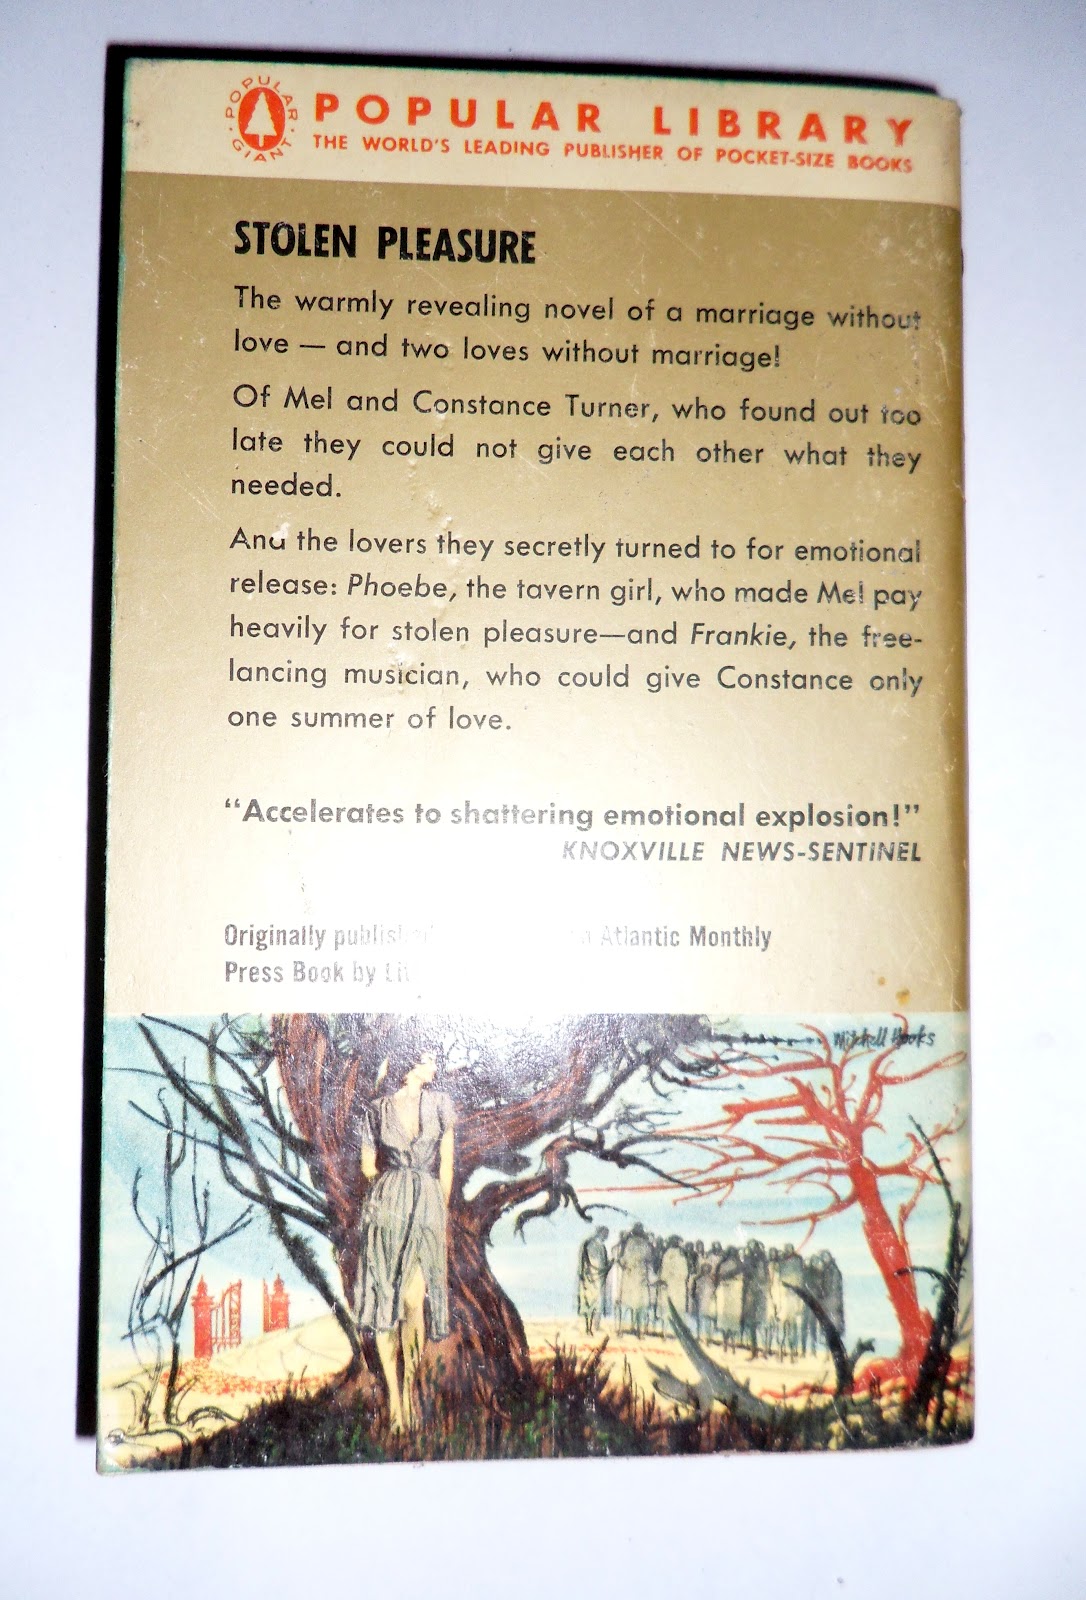 POPULAR GIANT
POPULAR LIBRARY
THE WORLD'S LEADING PUBLISHER OF POCKET-SIZE BOOKS
STOLEN PLEASURE
The warmly revealing novel of a marriage without
love — and two loves without marriage!
Of Mel and Constance Turner, who found out too
late they could not give each other what they
needed.
And the lovers they secretly turned to for emotional
release: Phoebe, the tavern girl, who made Mel pay
heavily for stolen pleasure—and Frankie, the free-
lancing musician, who could give Constance only
one summer of love.
"Accelerates to shattering emotional explosion!"
KNOXVILLE NEWS-SENTINEL
Originally Atlantic Monthly
Press Book by
Mitchell Hooks